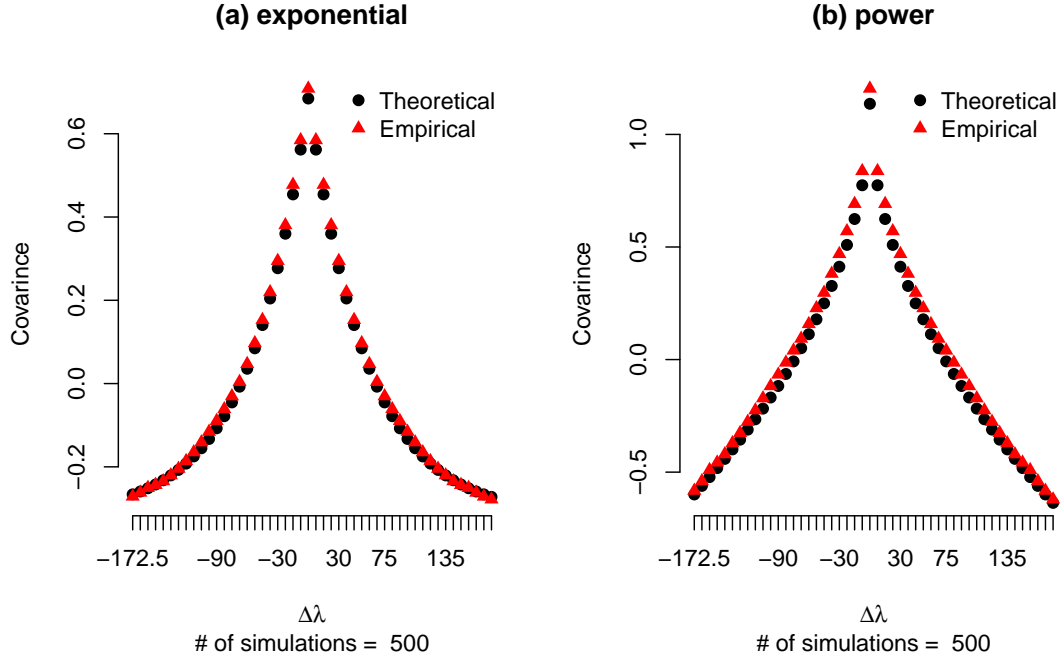 (a) exponential
Theoretical
Empirical
Covarince
0.6
0.4
0.2
0.0
−0.2
−172.5
−90
−30
30
75
135
Δλ
# of simulations = 500
(b) power
Theoretical
Empirical
Covarince
1.0
0.5
0.0
−0.5
−172.5
−90
−30
30
75
135
Δλ
# of simulations = 500